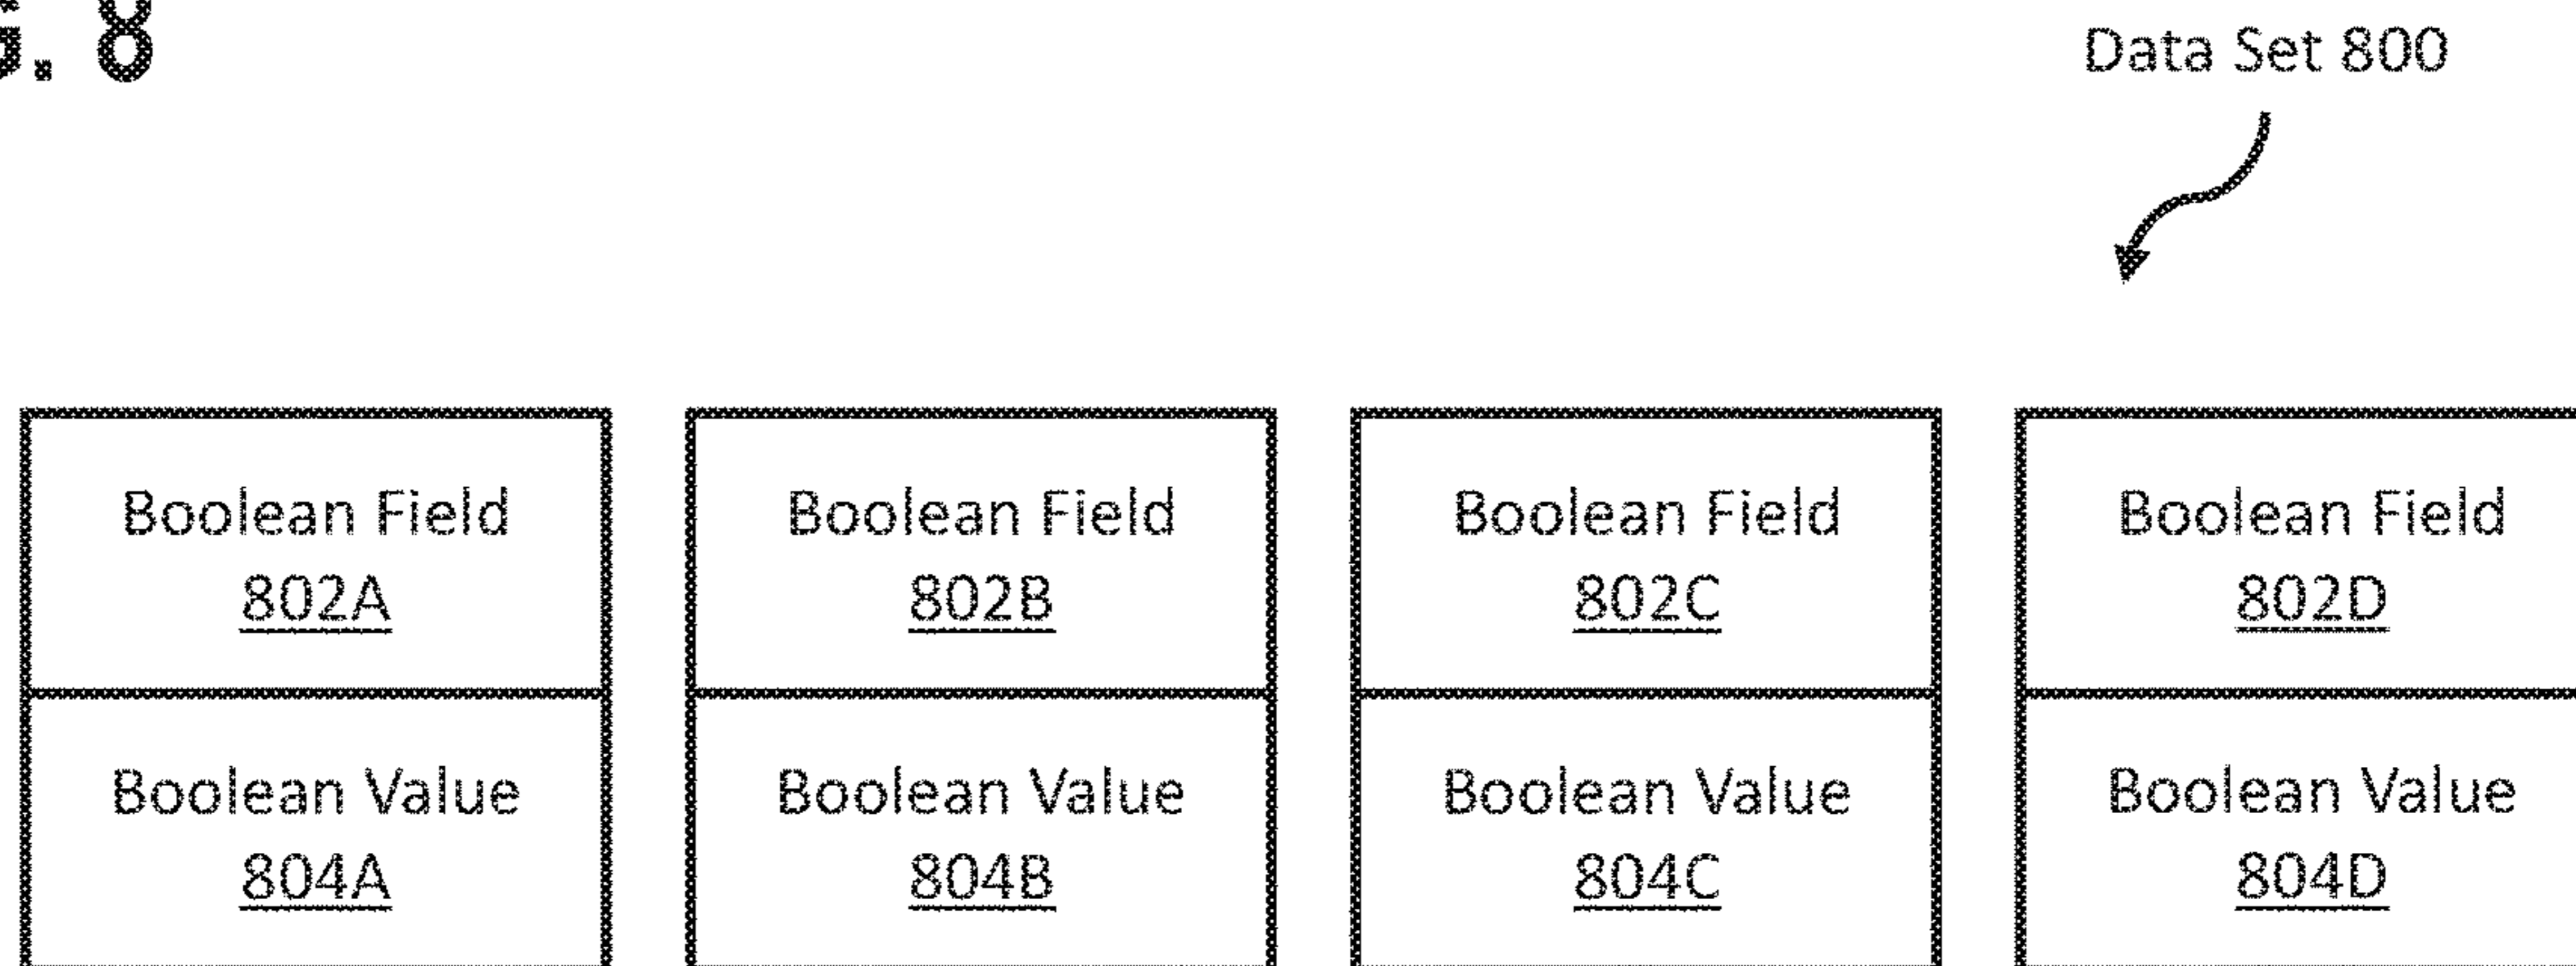 G. 8
Data Set 800
Boolean Field Boolean Field Boolean Field Boolean Field
802A 802B 802C 802D
Boolean Value Boolean Value Boolean Value Boolean Value
804A 804B 804C 804D